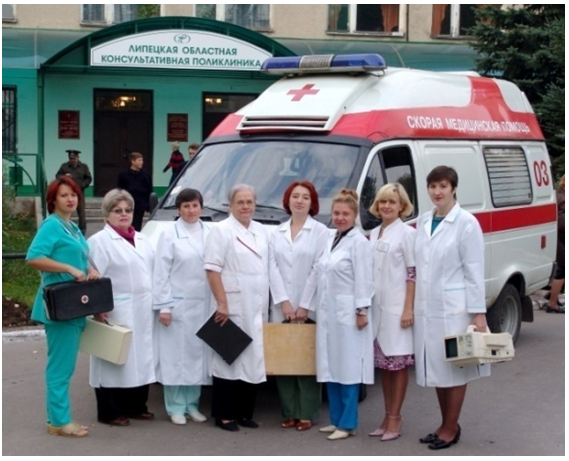 ЛИПЕЦКАЯ ОБЛАСТНАЯ
КОНСУЛЬТАТИВНАЯ ПОЛИКЛИНИКА
СКОРАЯ МЕДИЦИНСКАЯ ПОМОЩЬ
03